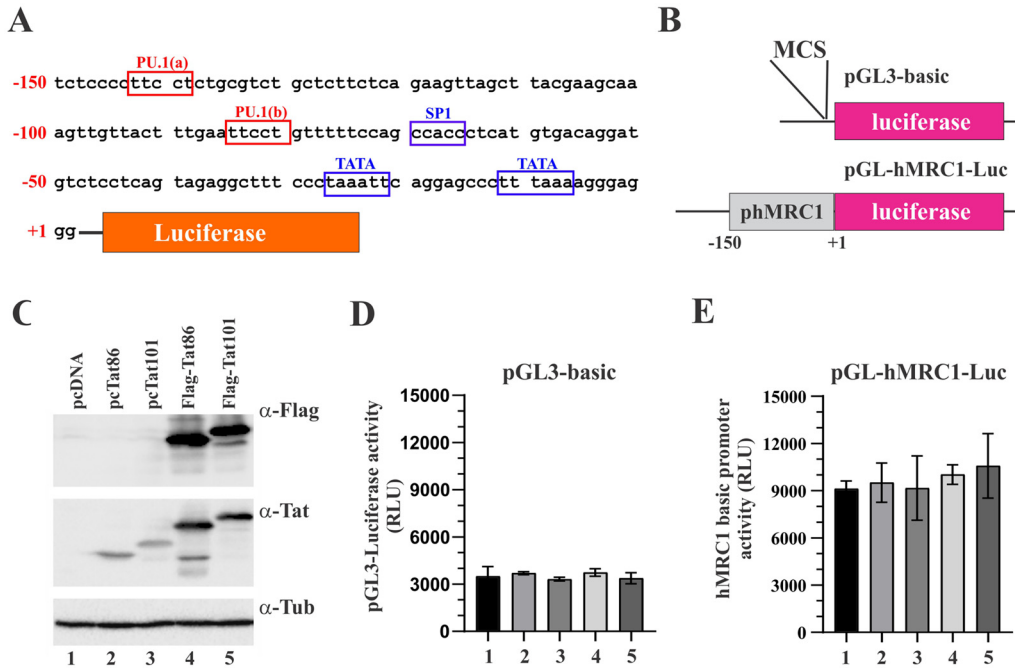 A
PU.1(a)
-150 tctcccctttcc ctctgcgtct gctcttctca gaagttagct tacgaagcaa
PU.1(b) SP1
-100 agttgttact ttgaattcct gtttttccag ccaccctcat gtgacaggat
TATA TATA
-50 gtctcctcag tagaggcttt ccctaaattc aggagccctt taaaagggag
+1 gg Luciferase
B
MCS
pGL3-basic
luciferase
pGL-hMRC1-Luc
phMRC1 luciferase
-150 +1
C
pcDNA
pcTat86
pcTat101
Flag-Tat86
Flag-Tat101
α-Flag
α-Tat
α-Tub
1 2 3 4 5
D
pGL3-basic
pGL3-Luciferase activity
(RLU)
15000
12000
9000
6000
3000
0
1 2 3 4 5
E
pGL-hMRC1-Luc
hMRC1 basic promoter
activity (RLU)
15000
12000
9000
6000
3000
0
1 2 3 4 5